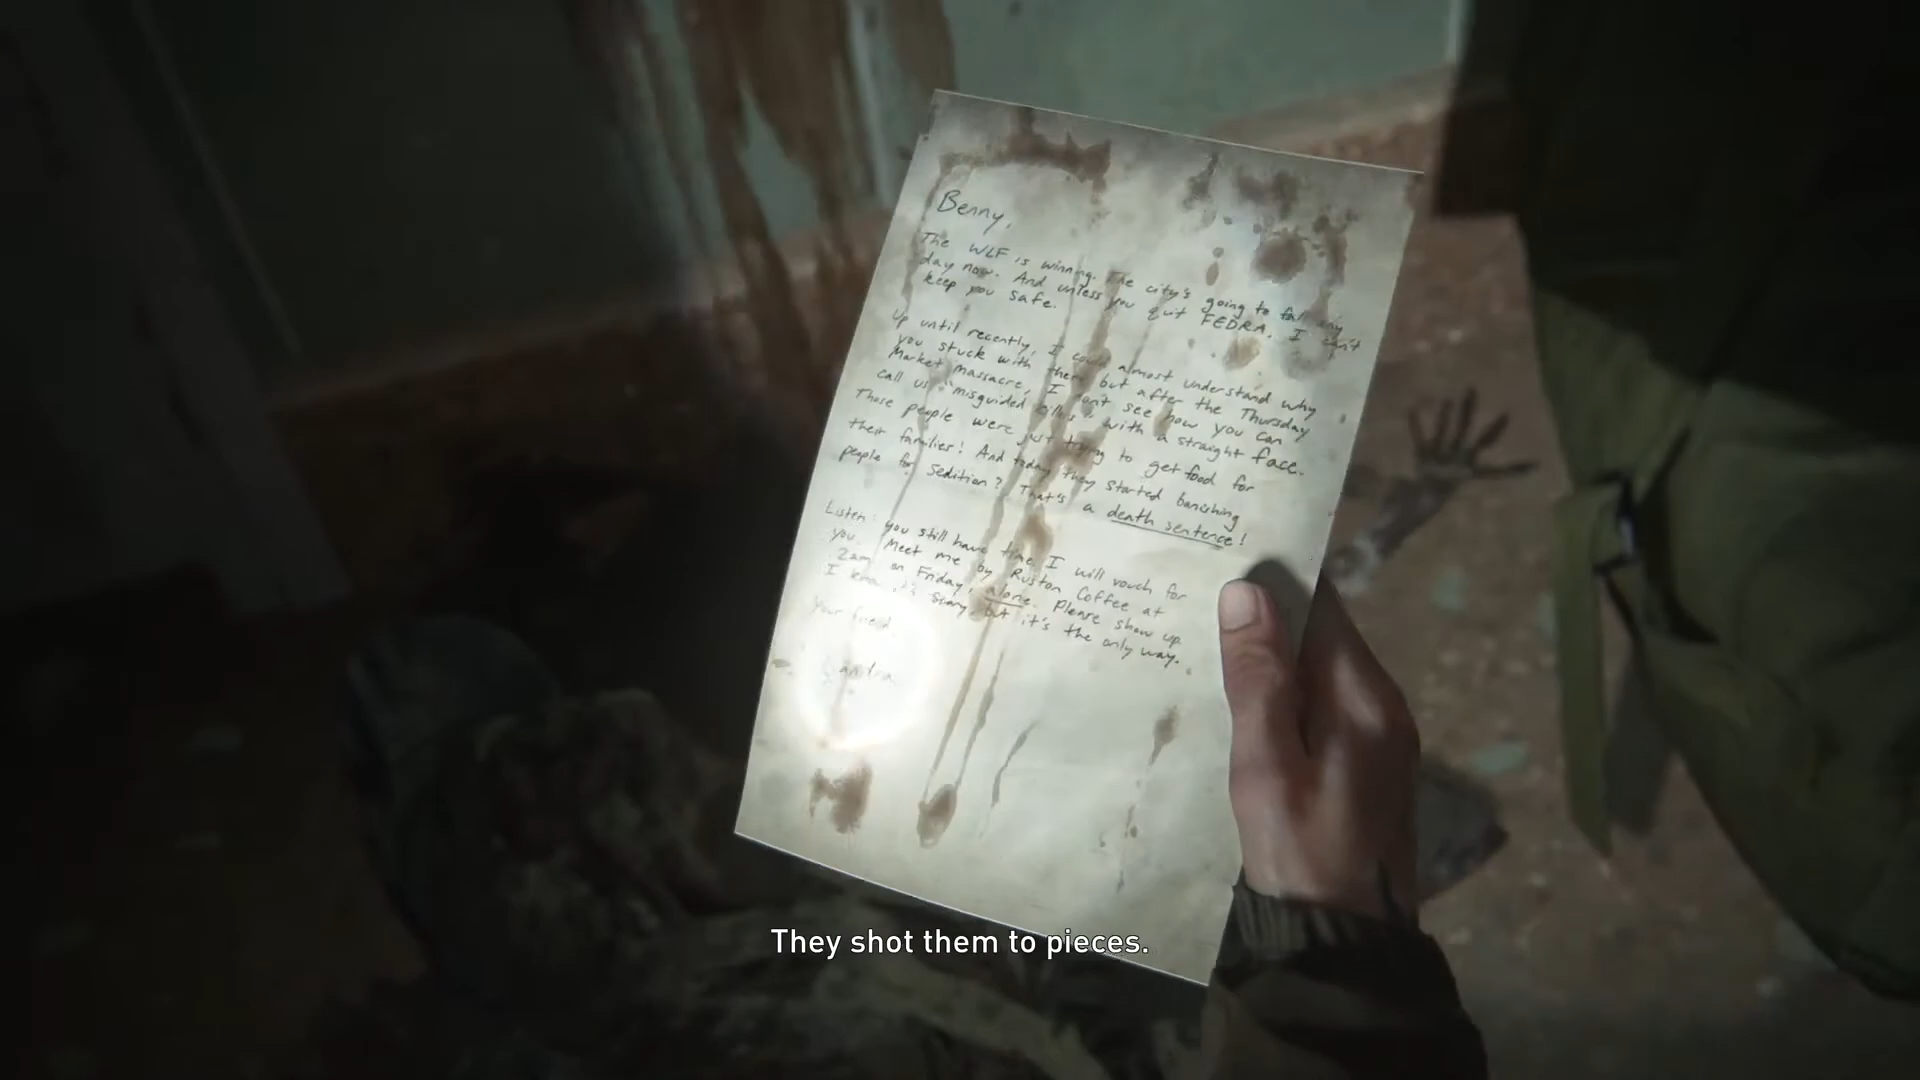 Benny,
The WLF is winning. The city's going to fall any
day now. And unless you quit FEDRA, I can't
keep you safe.
Up until recently, I could almost understand why
you stuck with them but after the Thursday
Market massacre, I don't see how you can
call us "misguided killers" with a straight face.
Those people were just trying to get food for
their families! And today they started banishing
people for sedition? That's a death sentence!
Listen: you still have time. I will vouch for
you. Meet me by Ruston Coffee at
2am on Friday, alone. Please show up.
I know it's scary, but it's the only way.
Your friend,
They shot them to pieces.